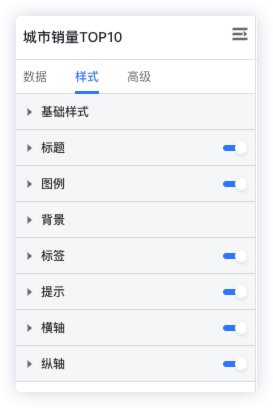 城市销量TOP10
数据 样式 高级
基础样式
标题
图例
背景
标签
提示
横轴
纵轴